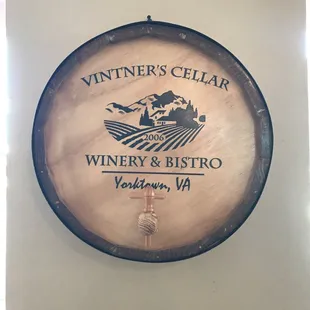 VINTNER'S CELLAR
2006
WINERY & BISTRO
Yorktown, VA